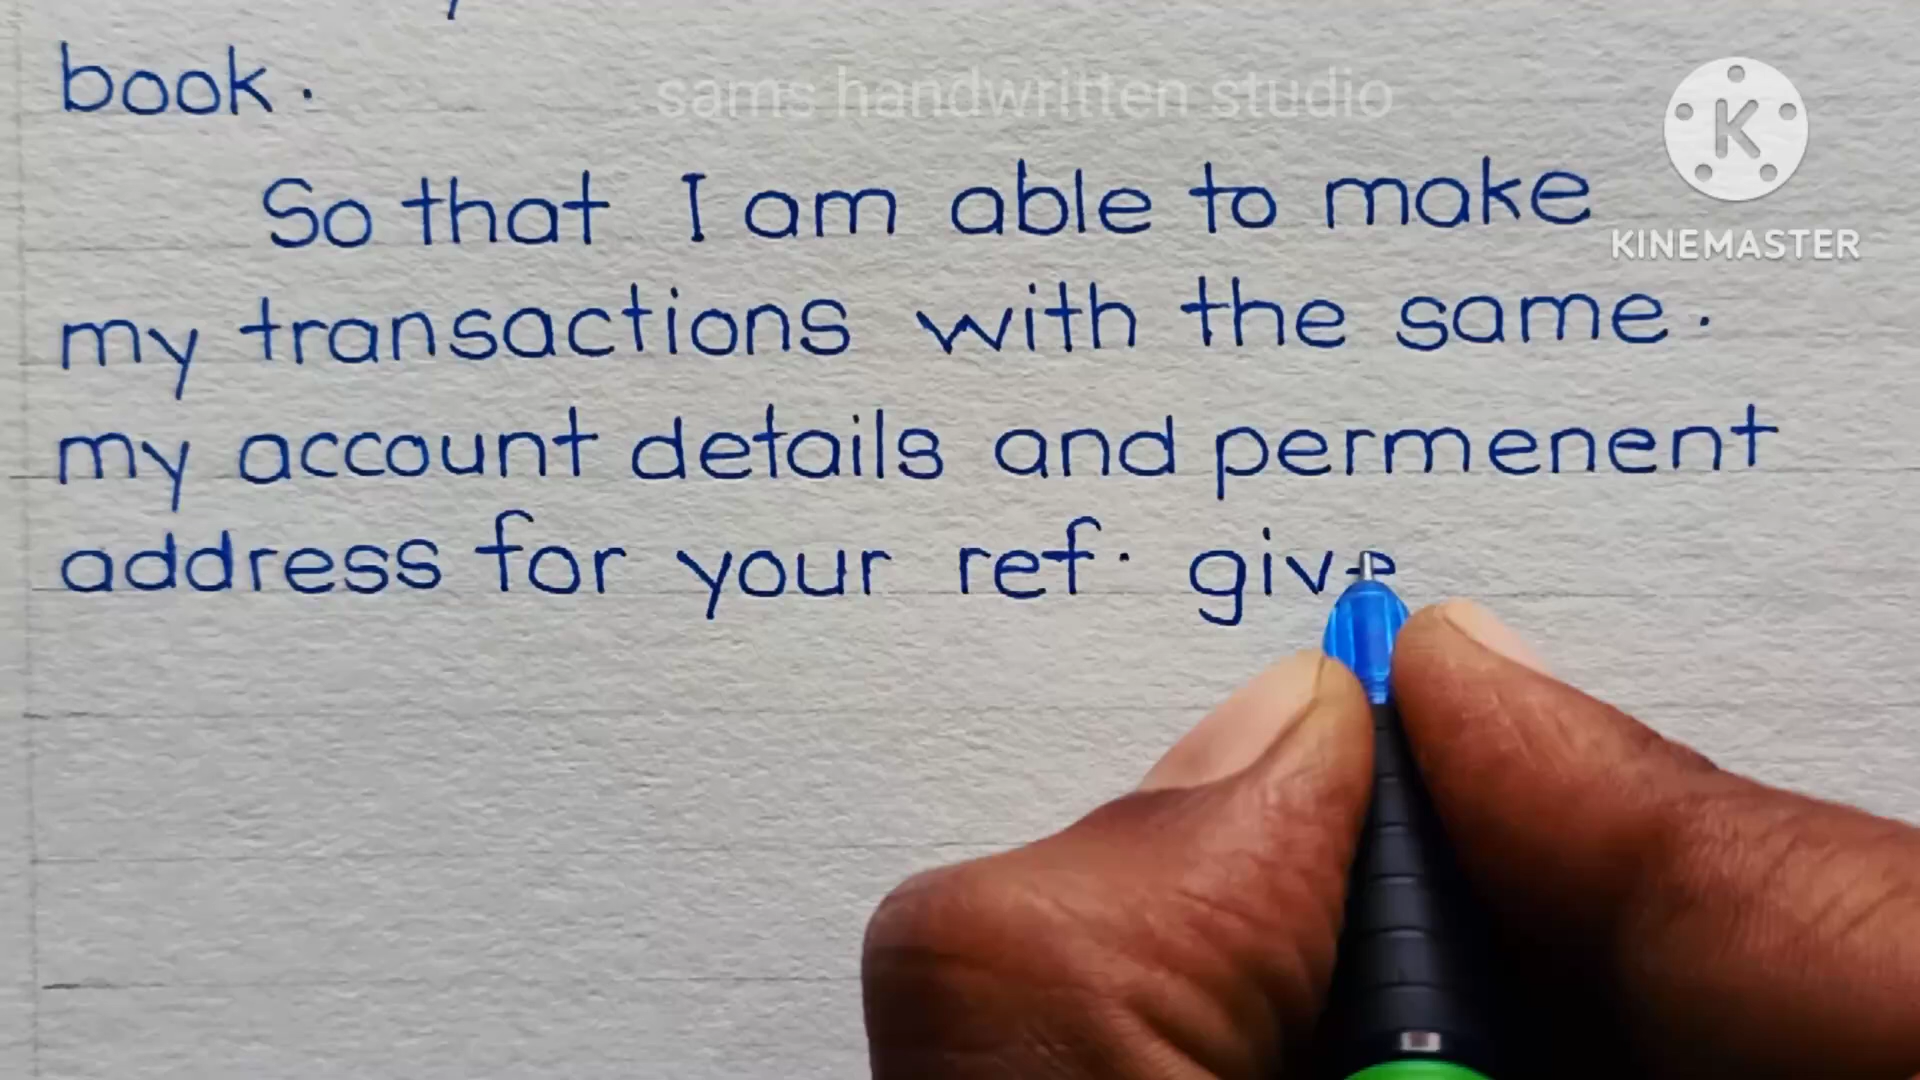 book.
sams handwritten studio
K
KINEMASTER
So that I am able to make
my transactions with the same.
my account details and permenent
address for your ref. give